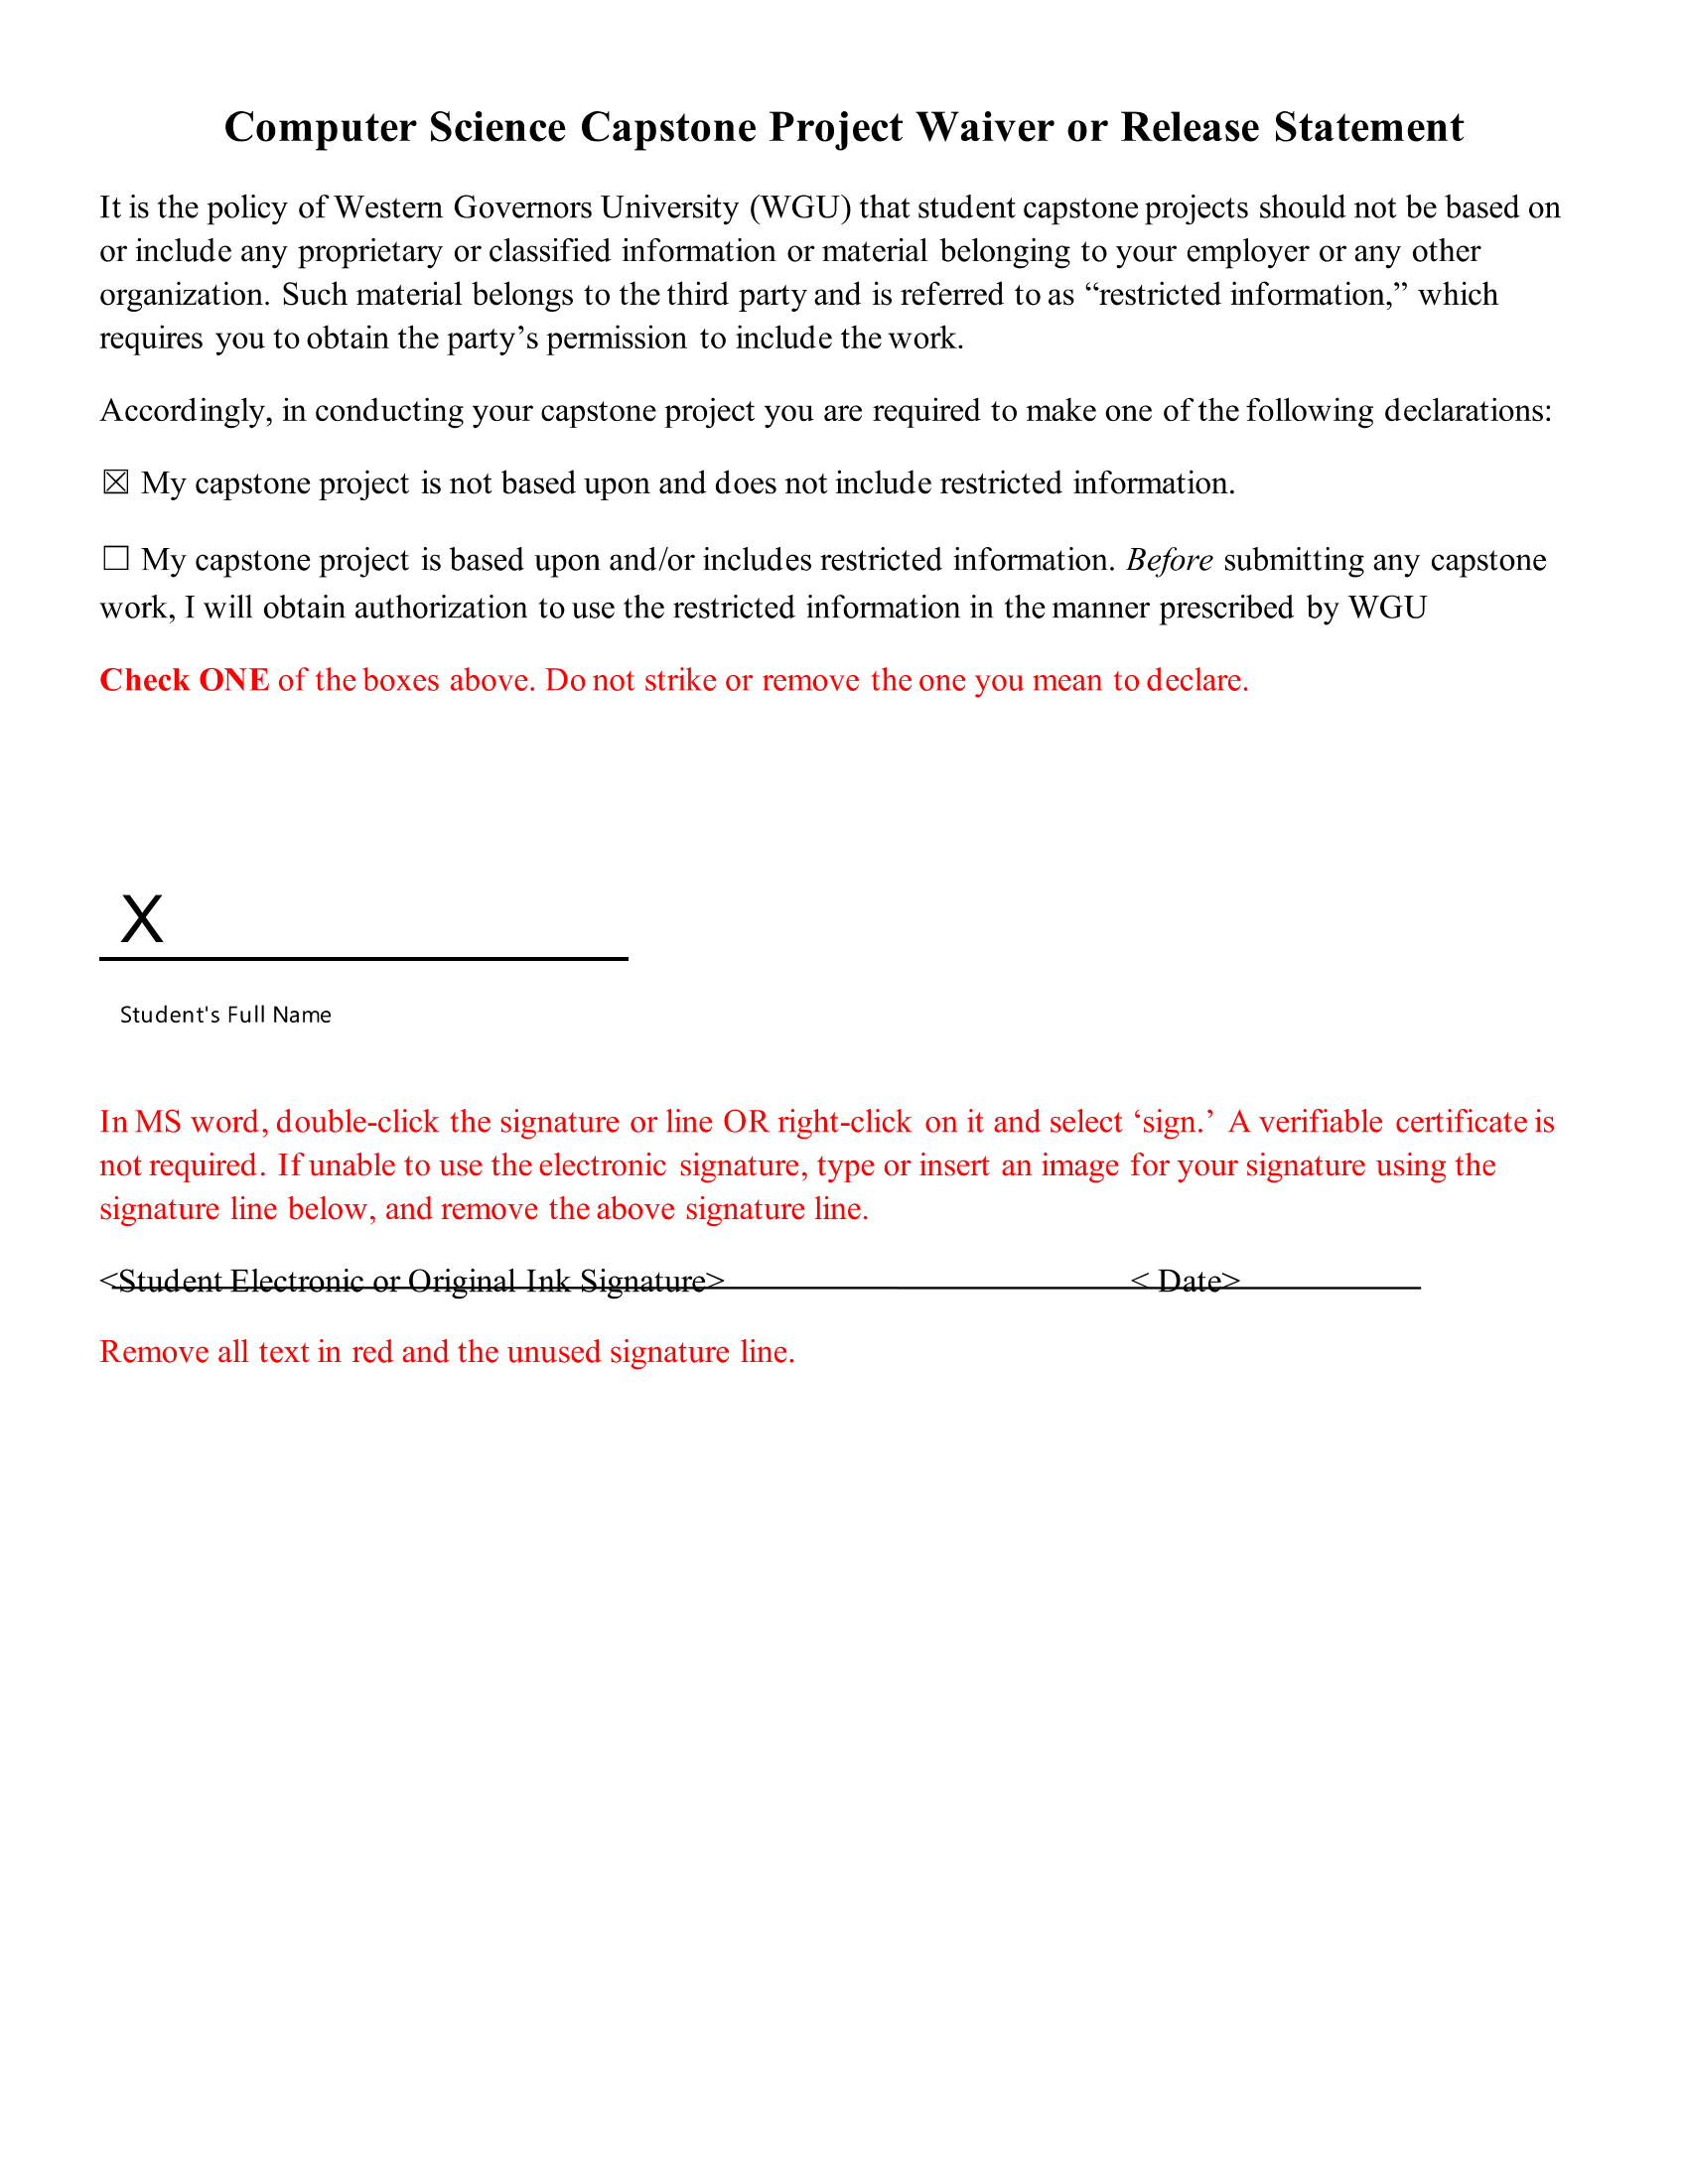 Computer Science Capstone Project Waiver or Release Statement
It is the policy of Western Governors University (WGU) that student capstone projects should not be based on
or include any proprietary or classified information or material belonging to your employer or any other
organization. Such material belongs to the third party and is referred to as “restricted information,” which
requires you to obtain the party’s permission to include the work.
Accordingly, in conducting your capstone project you are required to make one of the following declarations:
☒ My capstone project is not based upon and does not include restricted information.
☐ My capstone project is based upon and/or includes restricted information. Before submitting any capstone
work, I will obtain authorization to use the restricted information in the manner prescribed by WGU
Check ONE of the boxes above. Do not strike or remove the one you mean to declare.
X
Student's Full Name
In MS word, double-click the signature or line OR right-click on it and select ‘sign.’ A verifiable certificate is
not required. If unable to use the electronic signature, type or insert an image for your signature using the
signature line below, and remove the above signature line.
<Student Electronic or Original Ink Signature> < Date>
Remove all text in red and the unused signature line.